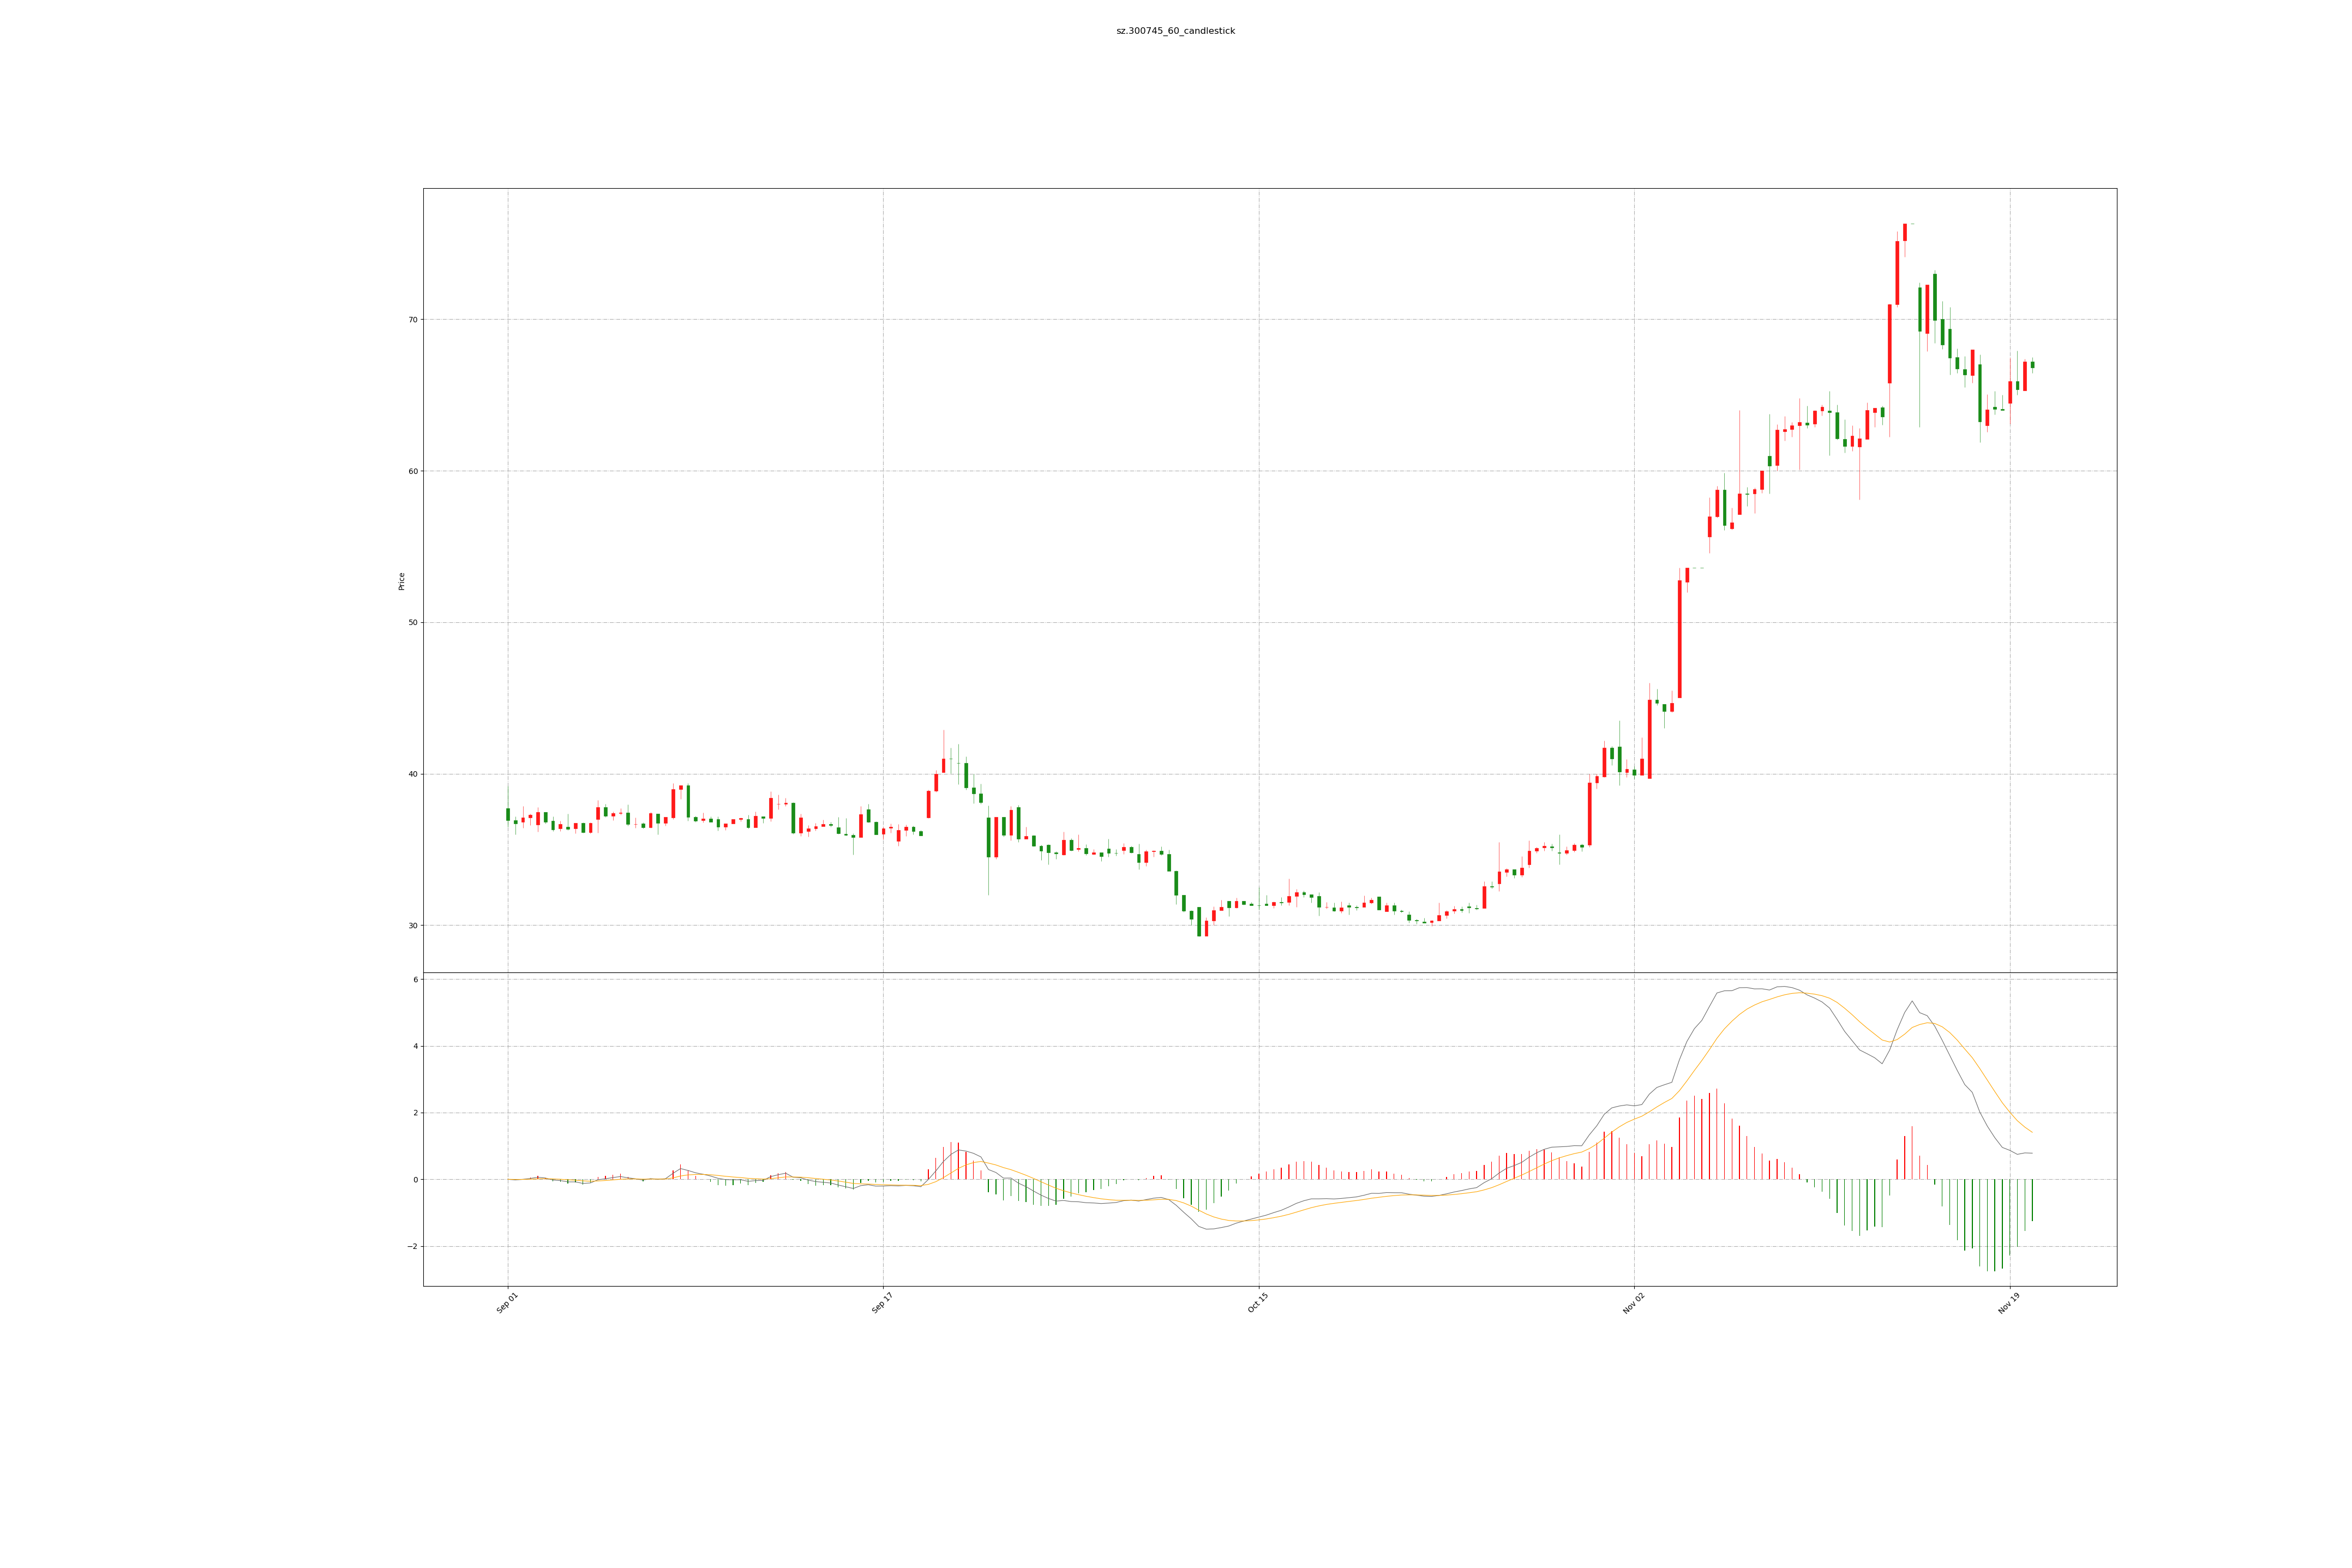 sz.300745_60_candlestick
Price
70
60
50
40
30
6
4
2
0
−2
Sep 01
Sep 17
Oct 15
Nov 02
Nov 19